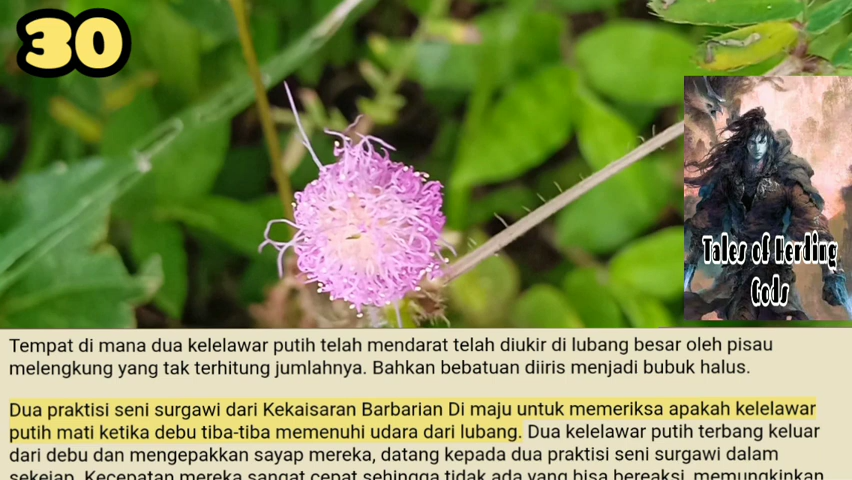 30
Tales of Herding
Gods
Tempat di mana dua kelelawar putih telah mendarat telah diukir di lubang besar oleh pisau
melengkung yang tak terhitung jumlahnya. Bahkan bebatuan diiris menjadi bubuk halus.
Dua praktisi seni surgawi dari Kekaisaran Barbarian Di maju untuk memeriksa apakah kelelawar
putih mati ketika debu tiba-tiba memenuhi udara dari lubang. Dua kelelawar putih terbang keluar
dari debu dan mengepakkan sayap mereka, datang kepada dua praktisi seni surgawi dalam
sekejap. Kecepatan mereka sangat cepat sehingga tidak ada yang bisa bereaksi, memungkinkan